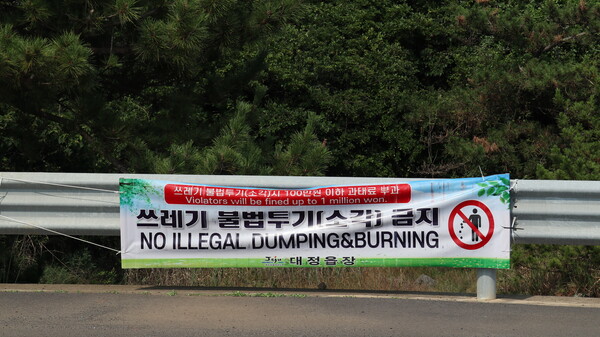 쓰레기 불법투기(소각)시 100만원 이하 과태료 부과
Violators will be fined up to 1 million won.
쓰레기 불법투기(소각) 금지
NO ILLEGAL DUMPING&BURNING
대정읍장